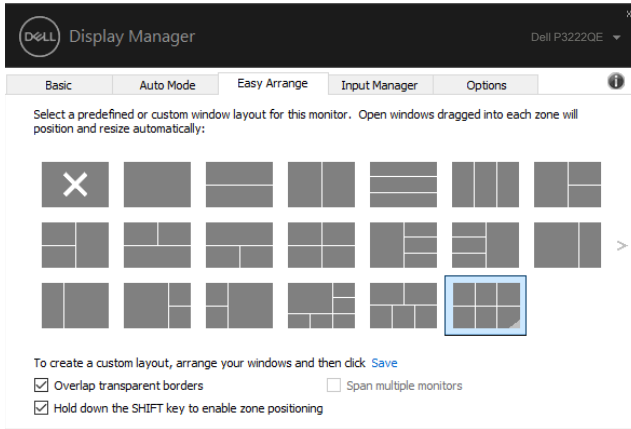 x
DELL Display Manager Dell P3222QE
Basic Auto Mode Easy Arrange Input Manager Options i
Select a predefined or custom window layout for this monitor. Open windows dragged into each zone will
position and resize automatically:
>
To create a custom layout, arrange your windows and then click Save
Overlap transparent borders Span multiple monitors
Hold down the SHIFT key to enable zone positioning